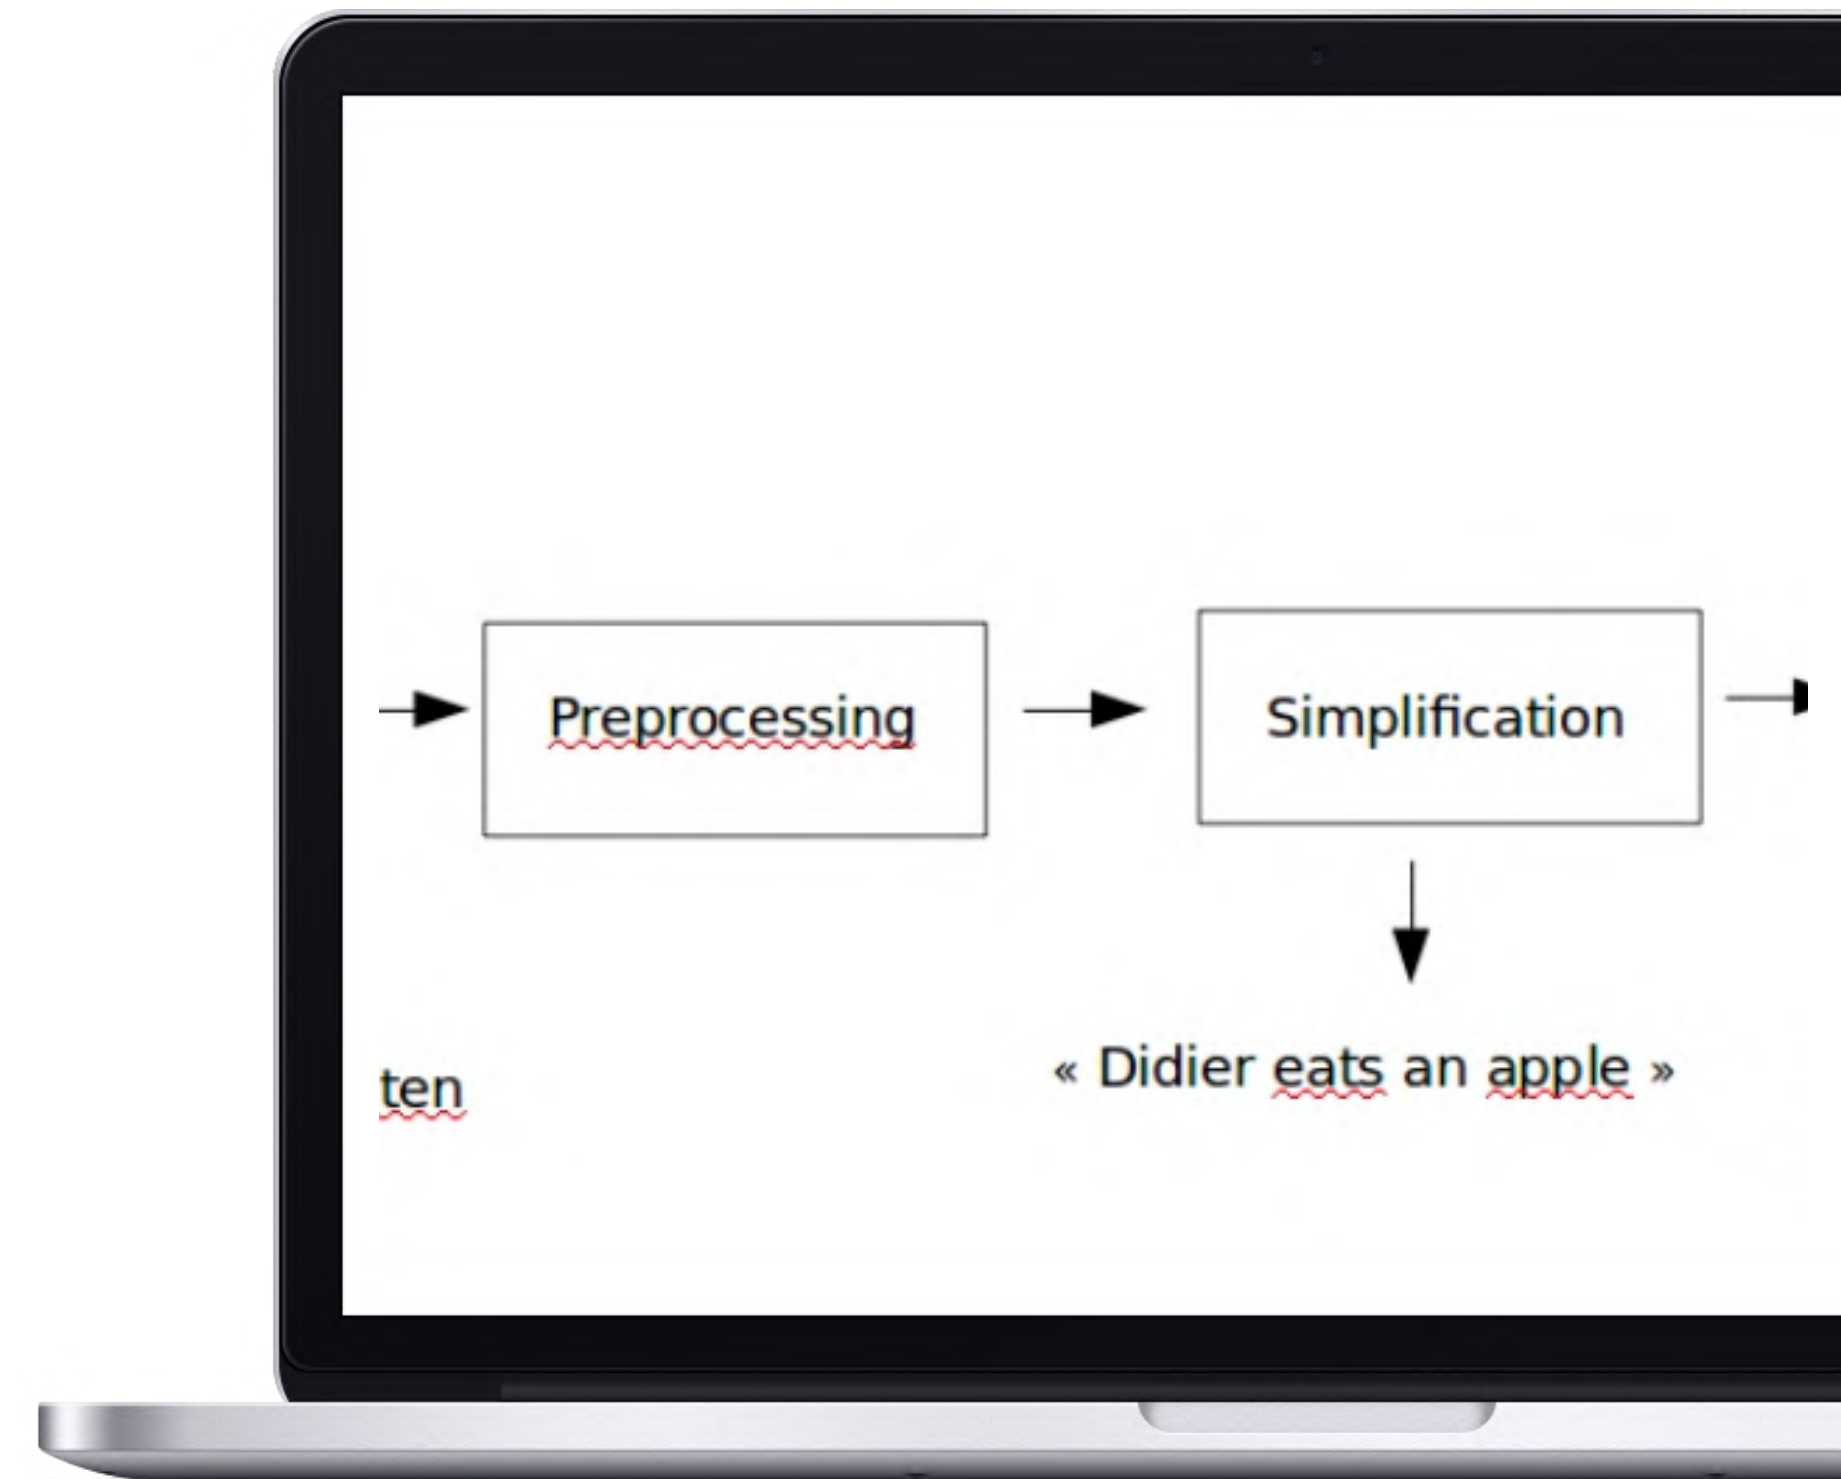 Preprocessing
Simplification
ten
« Didier eats an apple »